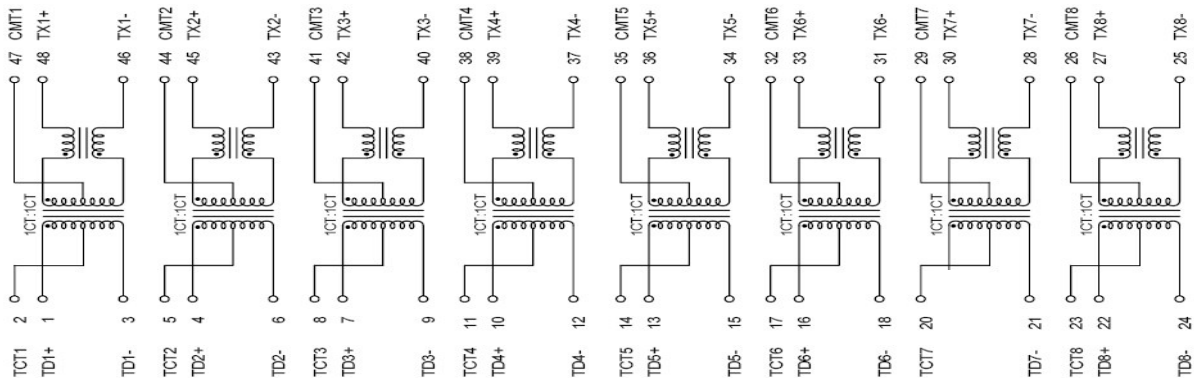 47 CMT1
48 TX1+
46 TX1-
44 CMT2
45 TX2+
43 TX2-
41 CMT3
42 TX3+
40 TX3-
38 CMT4
39 TX4+
37 TX4-
35 CMT5
36 TX5+
34 TX5-
32 CMT6
33 TX6+
31 TX6-
29 CMT7
30 TX7+
28 TX7-
26 CMT8
27 TX8+
25 TX8-
1CT:1CT
1CT:1CT
1CT:1CT
1CT:1CT
1CT:1CT
1CT:1CT
1CT:1CT
1CT:1CT
TCT1 2
TD1+ 1
TD1- 3
TCT2 5
TD2+ 4
TD2- 6
TCT3 8
TD3+ 7
TD3- 9
TCT4 11
TD4+ 10
TD4- 12
TCT5 14
TD5+ 13
TD5- 15
TCT6 17
TD6+ 16
TD6- 18
TCT7 20
TD7- 21
TCT8 23
TD8+ 22
TD8- 24